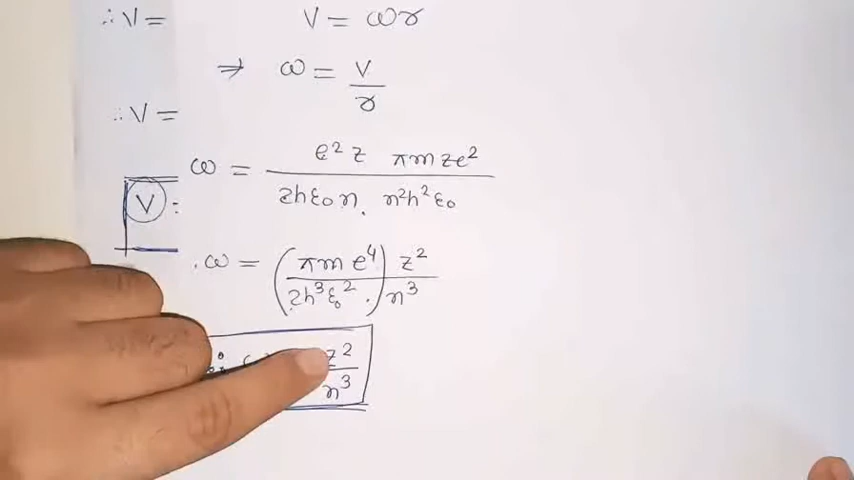 ∴ V =
V = ωr
⇒ ω = V/r
∴ V =
ω = e²z πmze² / 2hε₀n. n²h²ε₀
V :
. ω = (πme⁴ / 2h³ε₀² .) z² / n³
z² / n³